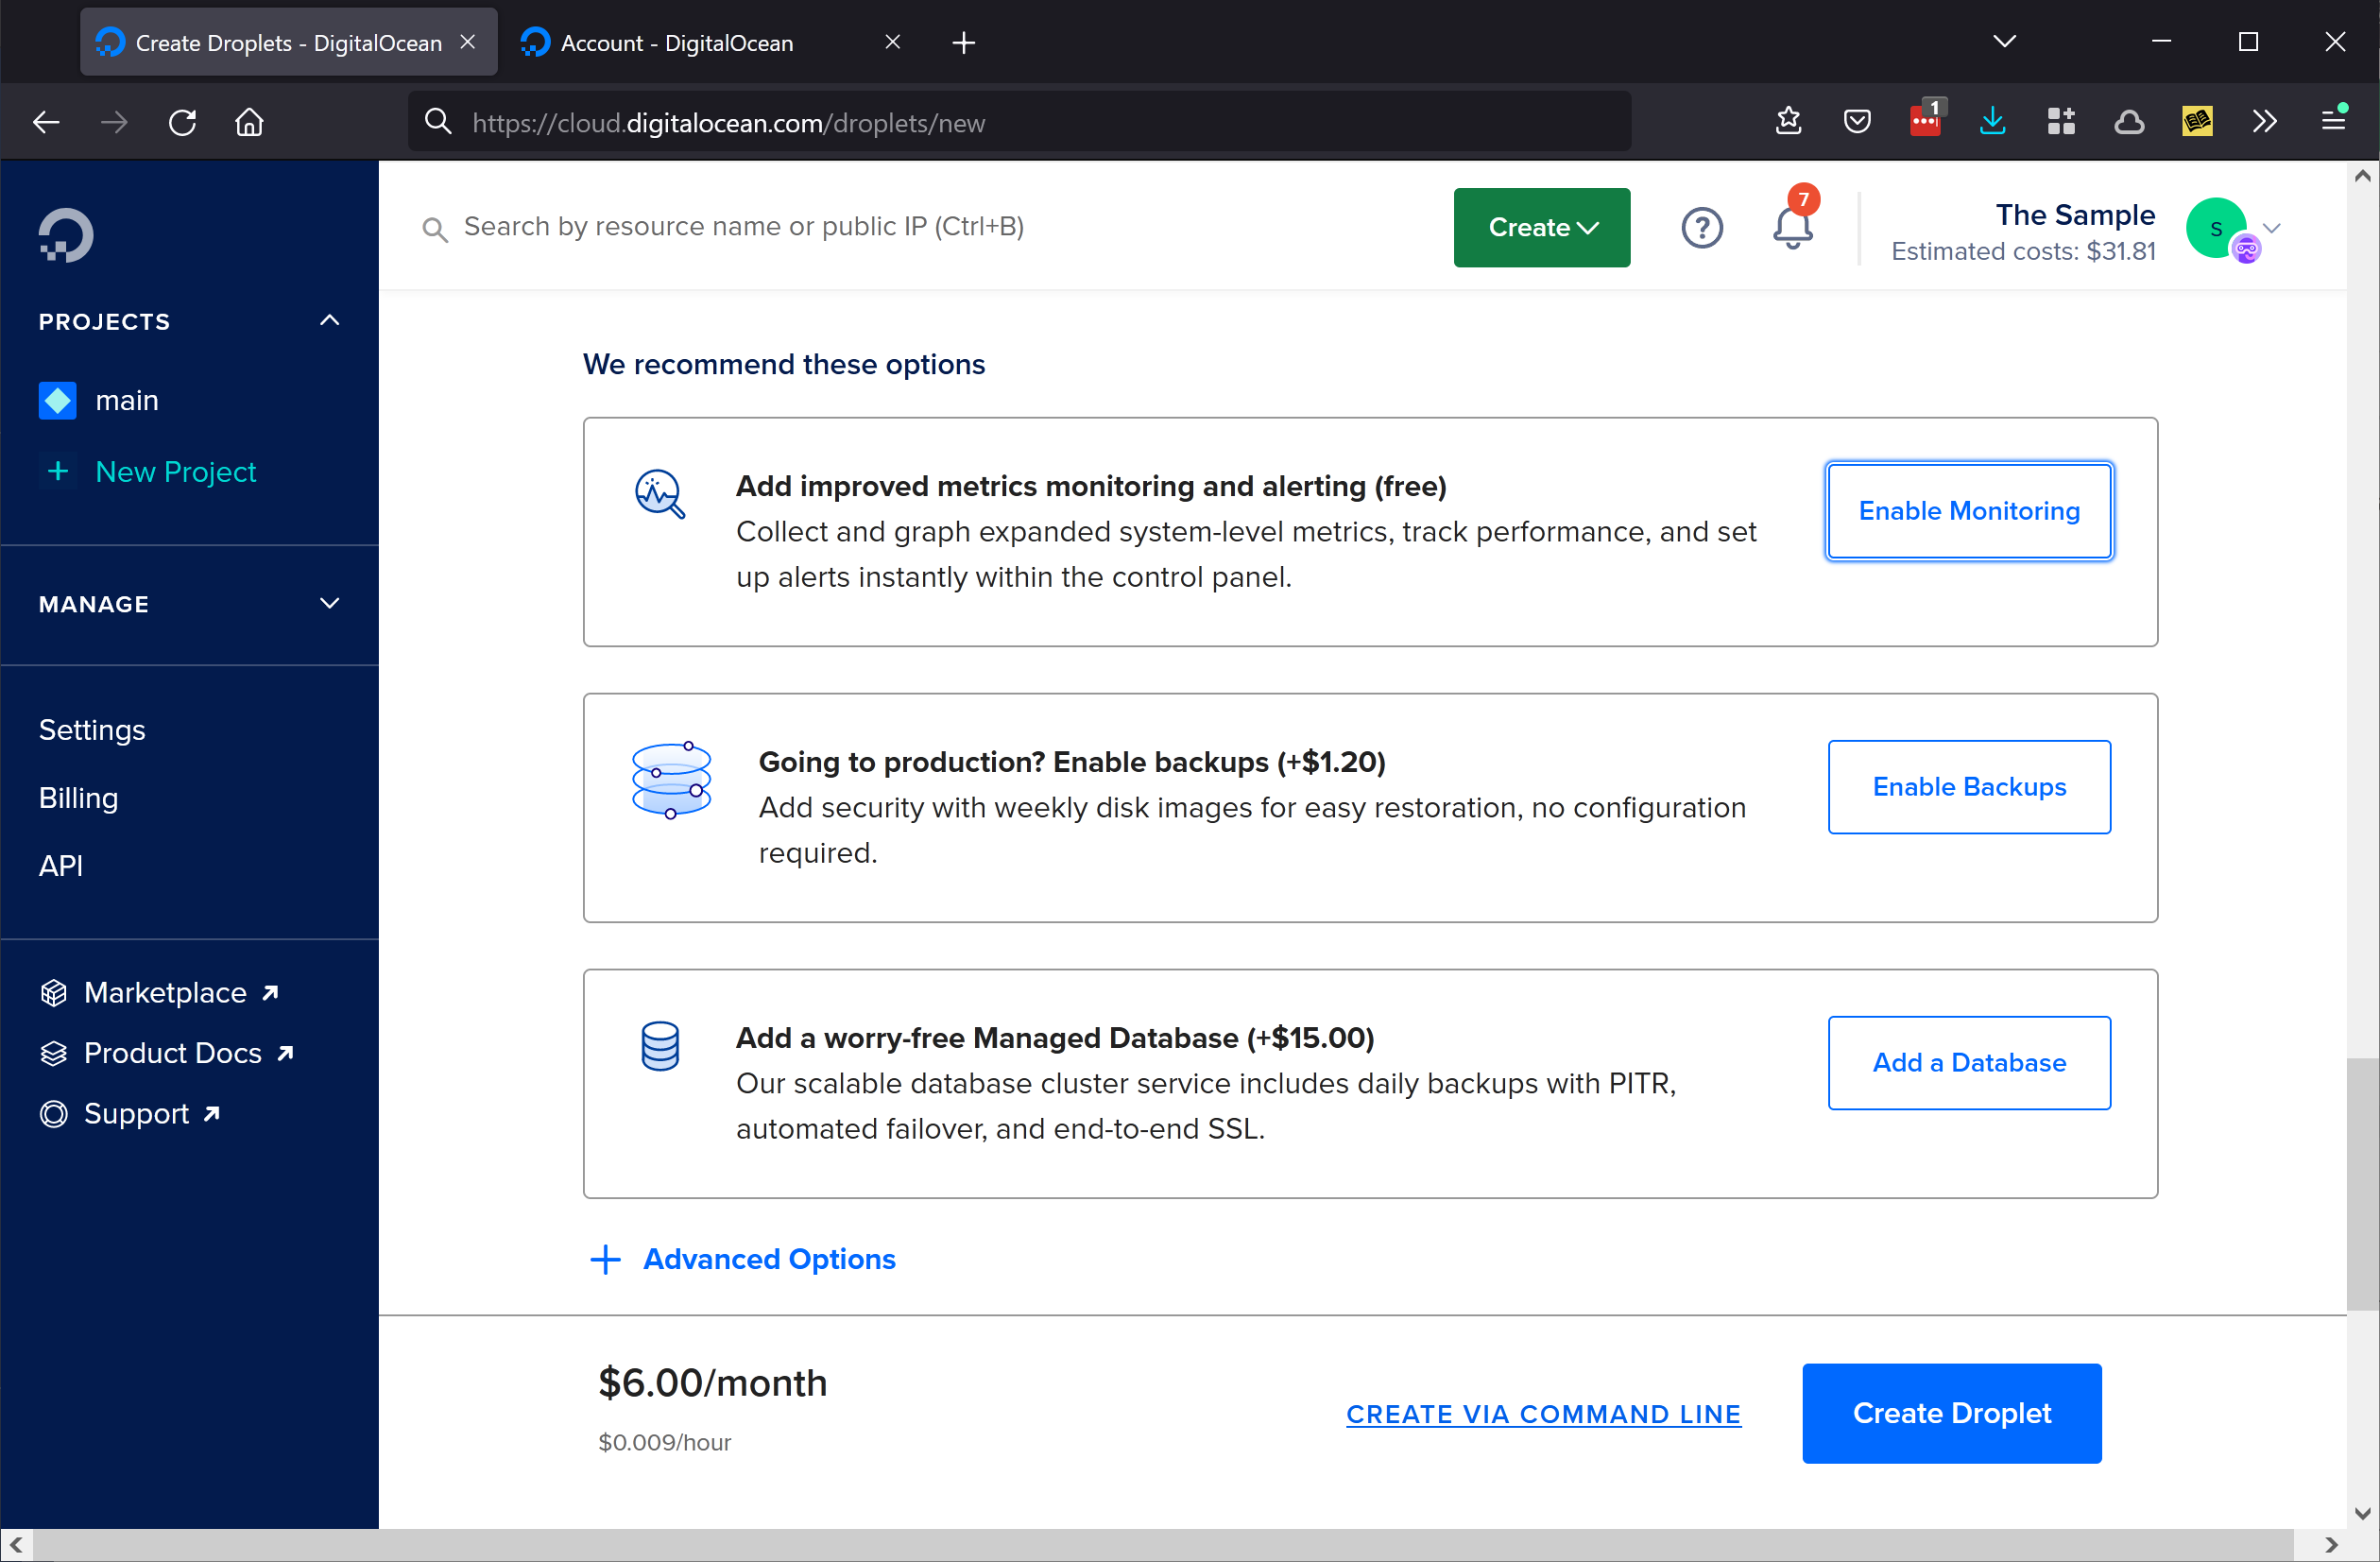 Create Droplets - DigitalOcean
Account - DigitalOcean
https://cloud.digitalocean.com/droplets/new
1
Search by resource name or public IP (Ctrl+B)
Create
?
7
The Sample
Estimated costs: $31.81
S
PROJECTS
main
New Project
MANAGE
Settings
Billing
API
Marketplace
Product Docs
Support
We recommend these options
Add improved metrics monitoring and alerting (free)
Collect and graph expanded system-level metrics, track performance, and set
up alerts instantly within the control panel.
Enable Monitoring
Going to production? Enable backups (+$1.20)
Add security with weekly disk images for easy restoration, no configuration
required.
Enable Backups
Add a worry-free Managed Database (+$15.00)
Our scalable database cluster service includes daily backups with PITR,
automated failover, and end-to-end SSL.
Add a Database
Advanced Options
$6.00/month
$0.009/hour
CREATE VIA COMMAND LINE
Create Droplet